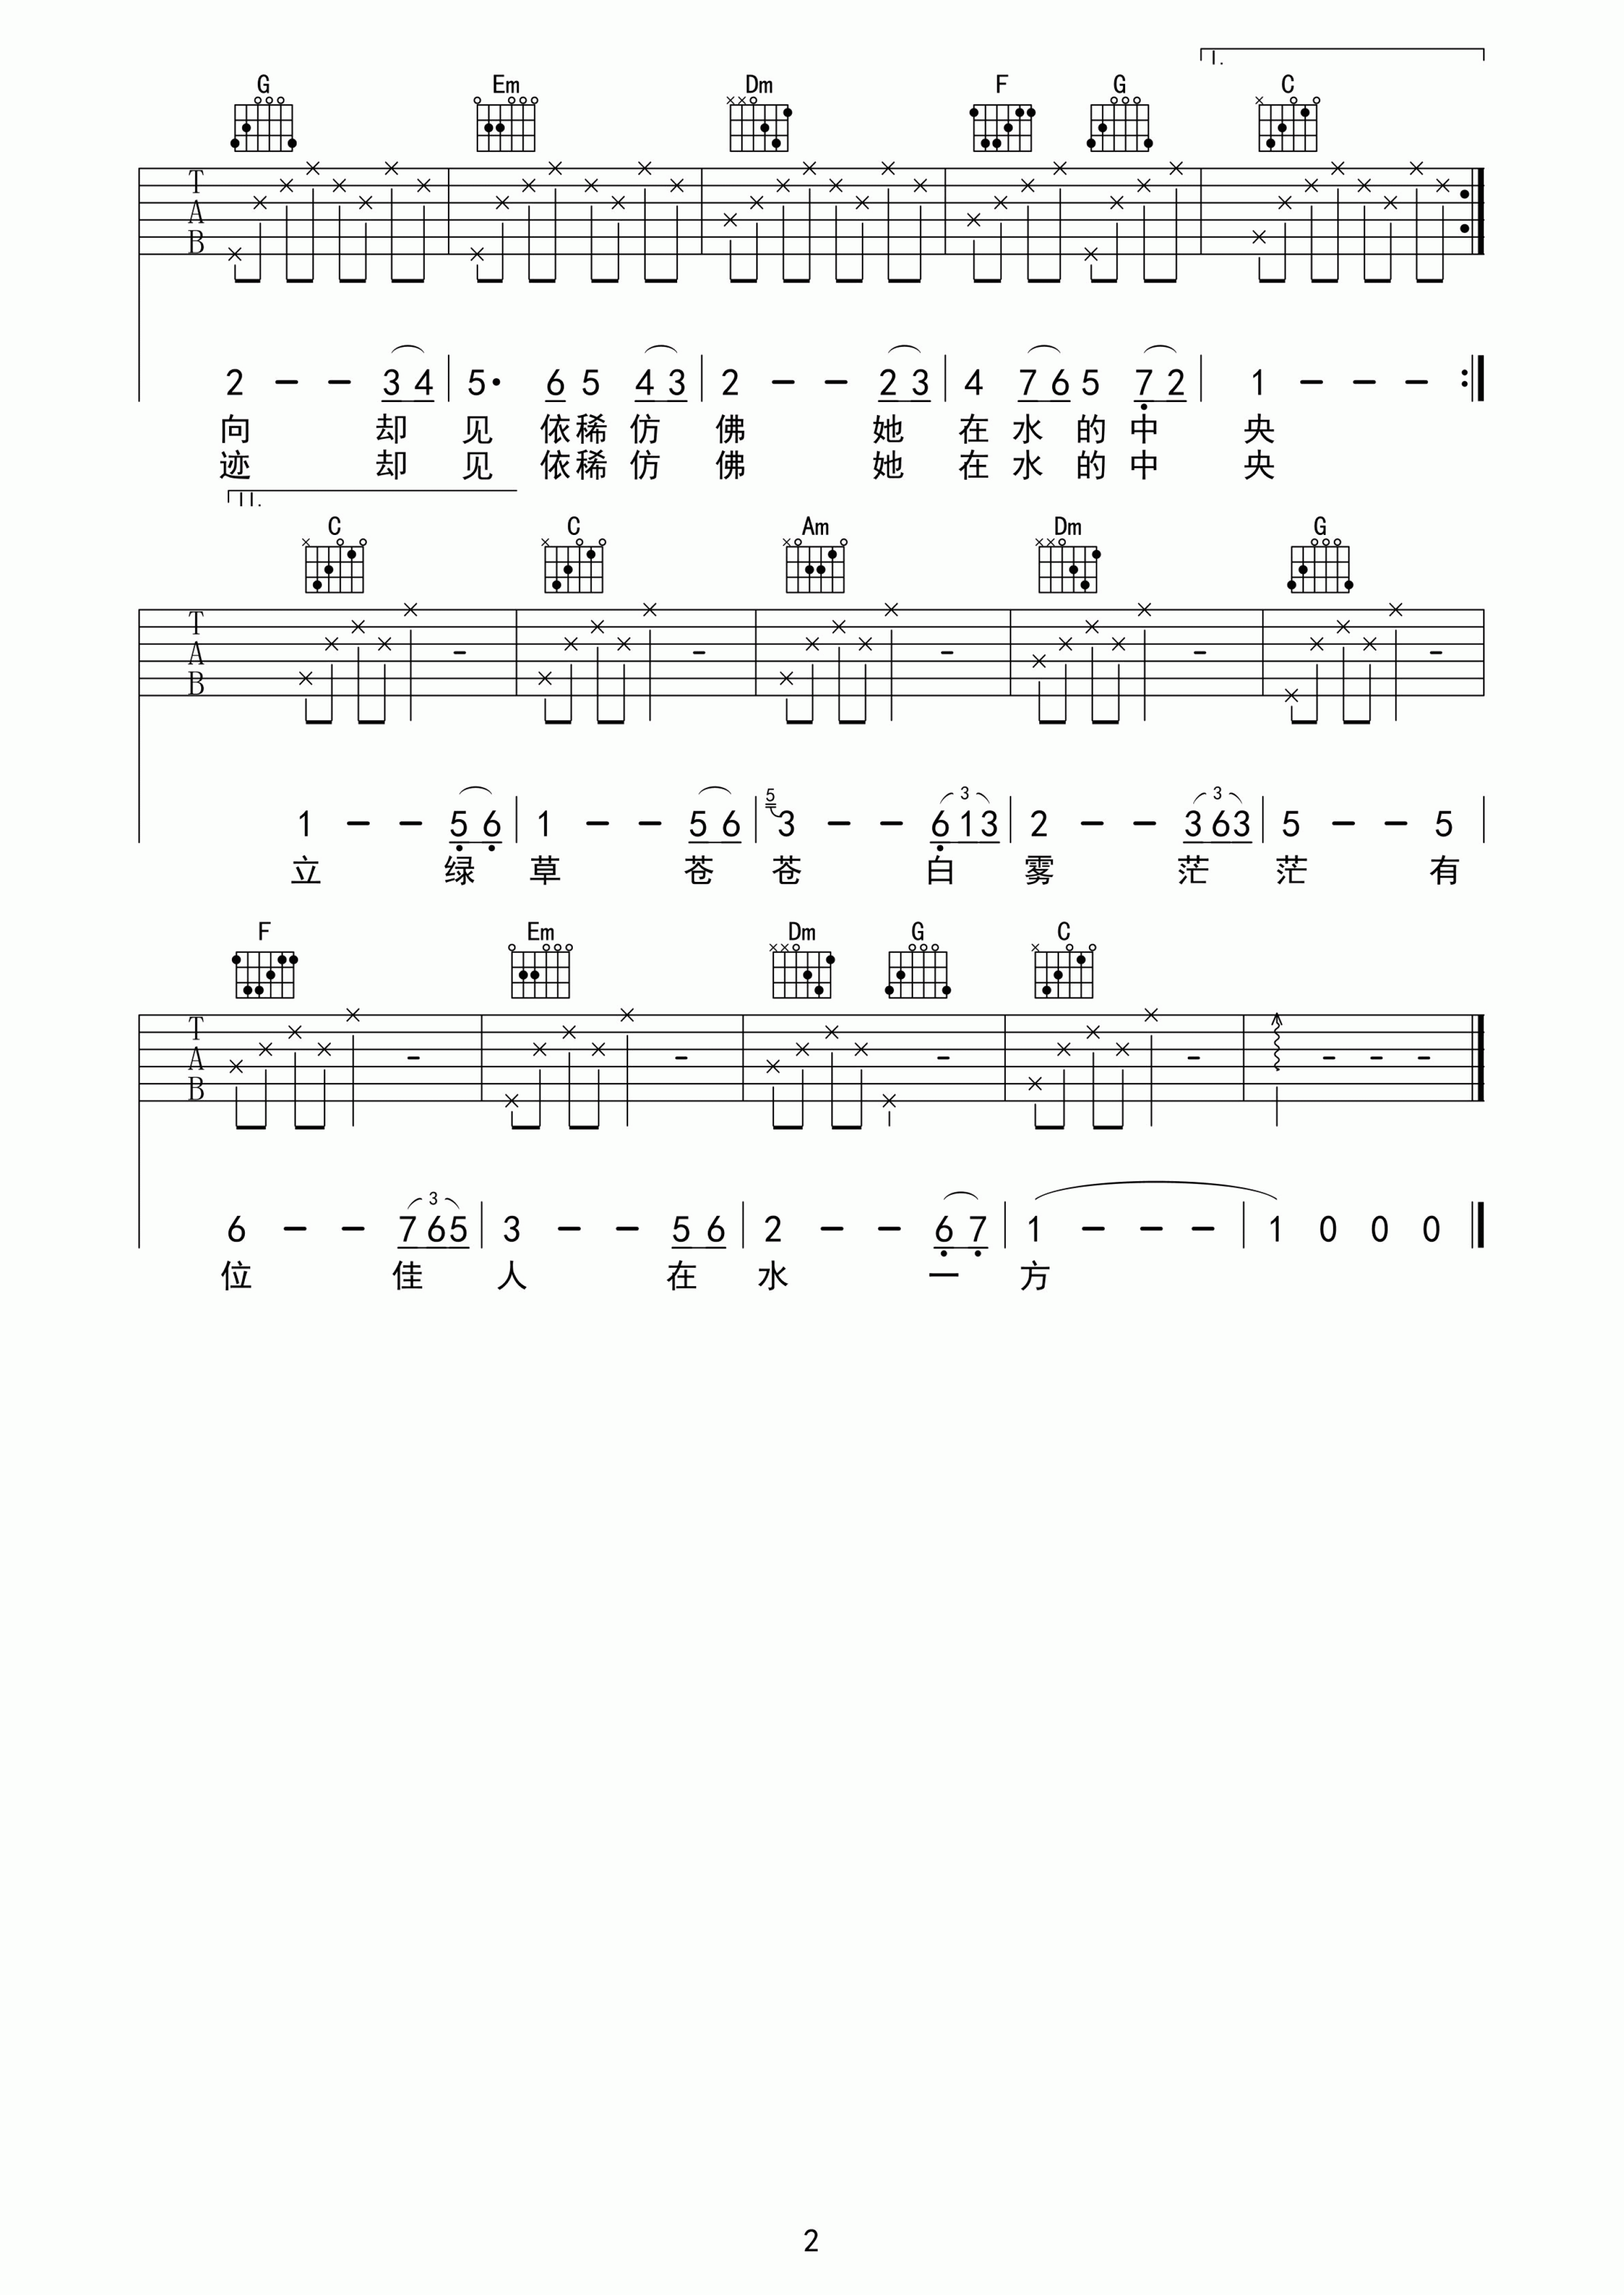 I.
G Em Dm F G C
T
A
B
2 - - 3 4 5· 6 5 4 3 2 - - 2 3 4 7 6 5 7 2 1 - - -
向 却 见 依 稀 仿 佛 她 在 水 的 中 央
迹 却 见 依 稀 仿 佛 她 在 水 的 中 央
II.
C C Am Dm G
T
A
B
5 3 3
1 - - 5 6 1 - - 5 6 3 - - 6 1 3 2 - - 3 6 3 5 - - 5
立 绿 草 苍 苍 白 雾 茫 茫 有
F Em Dm G C
T
A
B
3
6 - - 7 6 5 3 - - 5 6 2 - - 6 7 1 - - - 1 0 0 0
位 佳 人 在 水 一 方
2